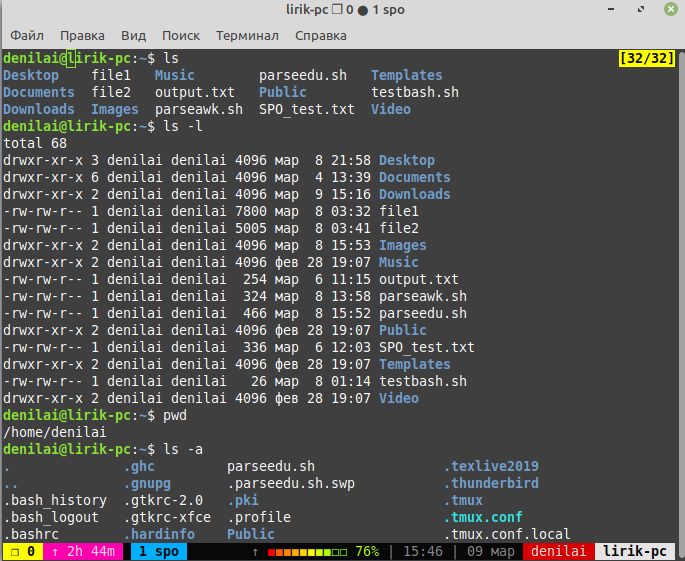 lirik-pc ❐ 0 ● 1 spo
Файл Правка Вид Поиск Терминал Справка
denilai@lirik-pc:~$ ls [32/32]
Desktop file1 Music parseedu.sh Templates
Documents file2 output.txt Public testbash.sh
Downloads Images parseawk.sh SPO_test.txt Video
denilai@lirik-pc:~$ ls -l
total 68
drwxr-xr-x 3 denilai denilai 4096 мар 8 21:58 Desktop
drwxr-xr-x 6 denilai denilai 4096 мар 4 13:39 Documents
drwxr-xr-x 2 denilai denilai 4096 мар 9 15:16 Downloads
-rw-rw-r-- 1 denilai denilai 7800 мар 8 03:32 file1
-rw-rw-r-- 1 denilai denilai 5005 мар 8 03:41 file2
drwxr-xr-x 2 denilai denilai 4096 мар 8 15:53 Images
drwxr-xr-x 2 denilai denilai 4096 фев 28 19:07 Music
-rw-rw-r-- 1 denilai denilai 254 мар 6 11:15 output.txt
-rw-rw-r-- 1 denilai denilai 324 мар 8 13:58 parseawk.sh
-rw-rw-r-- 1 denilai denilai 466 мар 8 15:52 parseedu.sh
drwxr-xr-x 2 denilai denilai 4096 фев 28 19:07 Public
-rw-rw-r-- 1 denilai denilai 336 мар 6 12:03 SPO_test.txt
drwxr-xr-x 2 denilai denilai 4096 фев 28 19:07 Templates
-rw-rw-r-- 1 denilai denilai 26 мар 8 01:14 testbash.sh
drwxr-xr-x 2 denilai denilai 4096 фев 28 19:07 Video
denilai@lirik-pc:~$ pwd
/home/denilai
denilai@lirik-pc:~$ ls -a
. .ghc parseedu.sh .texlive2019
.. .gnupg .parseedu.sh.swp .thunderbird
.bash_history .gtkrc-2.0 .pki .tmux
.bash_logout .gtkrc-xfce .profile .tmux.conf
.bashrc .hardinfo Public .tmux.conf.local
❐ 0 ↑ 2h 44m 1 spo ↑ ■■■■■■■■□□ 76% | 15:46 | 09 мар denilai lirik-pc